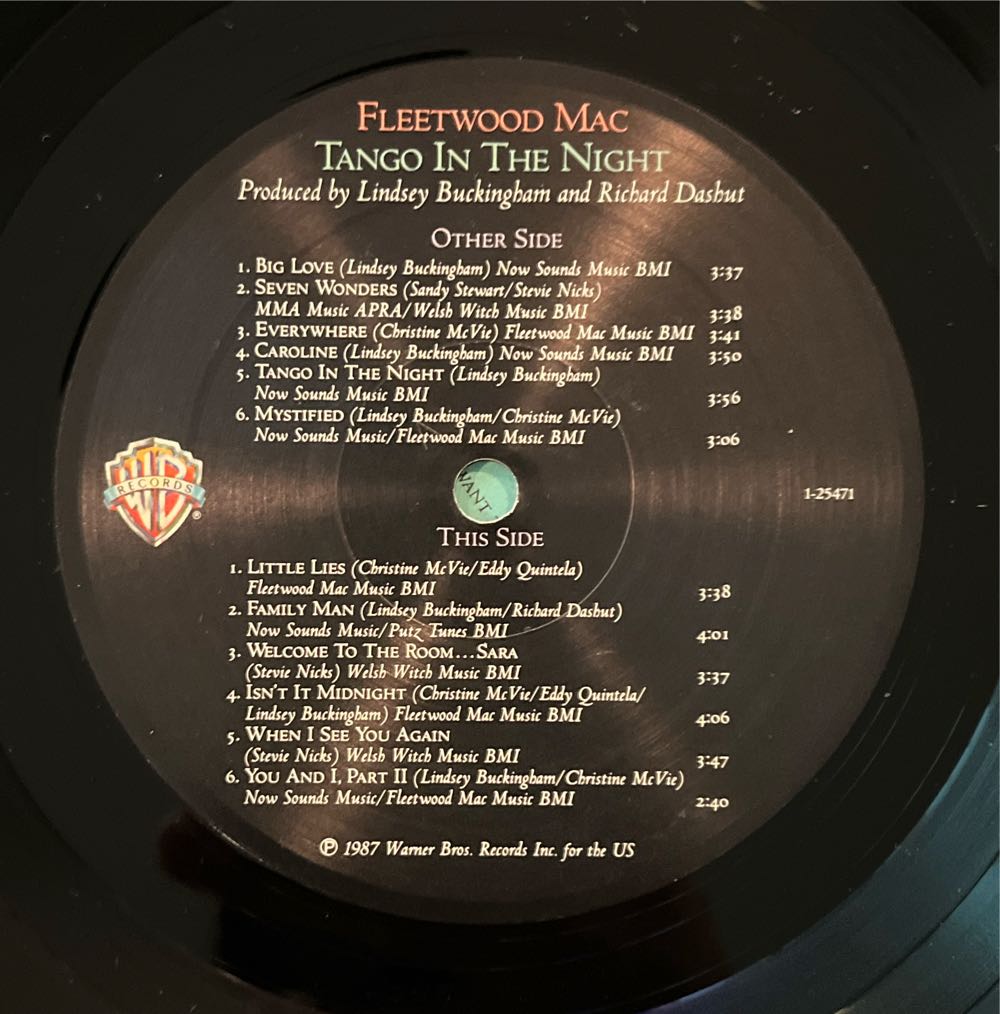 FLEETWOOD MAC
TANGO IN THE NIGHT
Produced by Lindsey Buckingham and Richard Dashut
OTHER SIDE
1. BIG LOVE (Lindsey Buckingham) Now Sounds Music BMI 3:37
2. SEVEN WONDERS (Sandy Stewart/Stevie Nicks)
MMA Music APRA/Welsh Witch Music BMI 3:38
3. EVERYWHERE (Christine McVie) Fleetwood Mac Music BMI 3:41
4. CAROLINE (Lindsey Buckingham) Now Sounds Music BMI 3:50
5. TANGO IN THE NIGHT (Lindsey Buckingham)
Now Sounds Music BMI 3:56
6. MYSTIFIED (Lindsey Buckingham/Christine McVie)
Now Sounds Music/Fleetwood Mac Music BMI 3:06
WB
RECORDS
®
WANT
1-25471
THIS SIDE
1. LITTLE LIES (Christine McVie/Eddy Quintela)
Fleetwood Mac Music BMI 3:38
2. FAMILY MAN (Lindsey Buckingham/Richard Dashut)
Now Sounds Music/Putz Tunes BMI 4:01
3. WELCOME TO THE ROOM...SARA
(Stevie Nicks) Welsh Witch Music BMI 3:37
4. ISN'T IT MIDNIGHT (Christine McVie/Eddy Quintela/
Lindsey Buckingham) Fleetwood Mac Music BMI 4:06
5. WHEN I SEE YOU AGAIN
(Stevie Nicks) Welsh Witch Music BMI 3:47
6. YOU AND I, PART II (Lindsey Buckingham/Christine McVie)
Now Sounds Music/Fleetwood Mac Music BMI 2:40
℗ 1987 Warner Bros. Records Inc. for the US